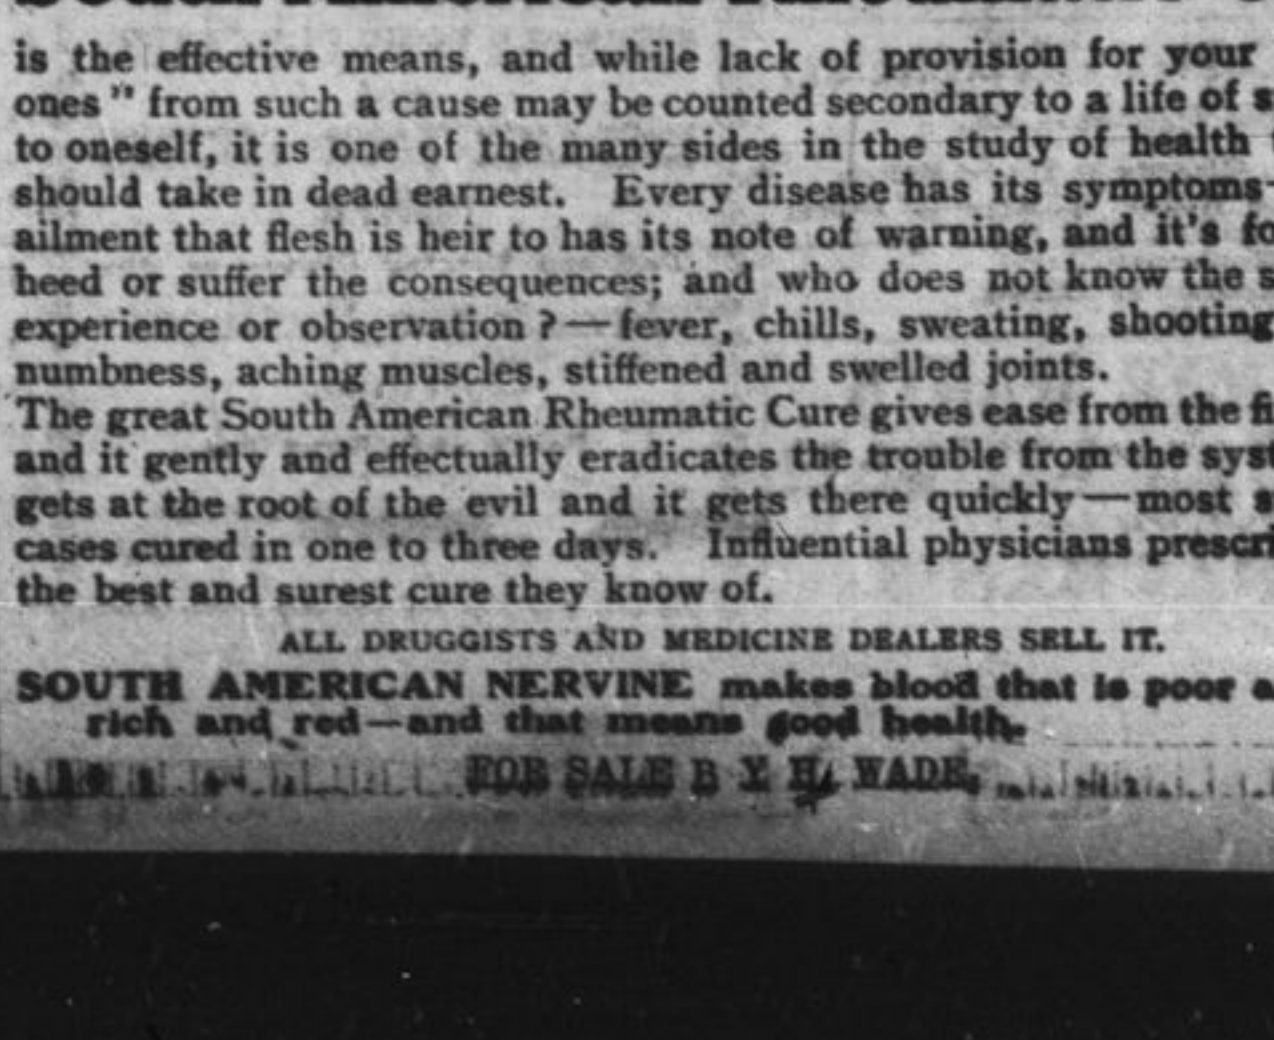 South American Rheumatic
is the effective means, and while lack of provision for your
ones" from such a cause may be counted secondary to a life of s
to oneself, it is one of the many sides in the study of health
should take in dead earnest. Every disease has its symptoms-
ailment that flesh is heir to has its note of warning, and it's fo
heed or suffer the consequences; and who does not know the s
experience or observation?—fever, chills, sweating, shooting
numbness, aching muscles, stiffened and swelled joints.
The great South American Rheumatic Cure gives ease from the fi
and it gently and effectually eradicates the trouble from the syst
gets at the root of the evil and it gets there quickly—most s
cases cured in one to three days. Influential physicians prescri
the best and surest cure they know of.
ALL DRUGGISTS AND MEDICINE DEALERS SELL IT.
SOUTH AMERICAN NERVINE makes blood that is poor a
rich and red—and that means good health.
FOR SALE B Y H. WADE,